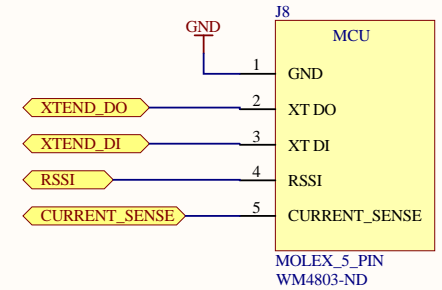 J8
GND
MCU
1 GND
XTEND_DO 2 XT DO
XTEND_DI 3 XT DI
RSSI 4 RSSI
CURRENT_SENSE 5 CURRENT_SENSE
MOLEX_5_PIN
WM4803-ND